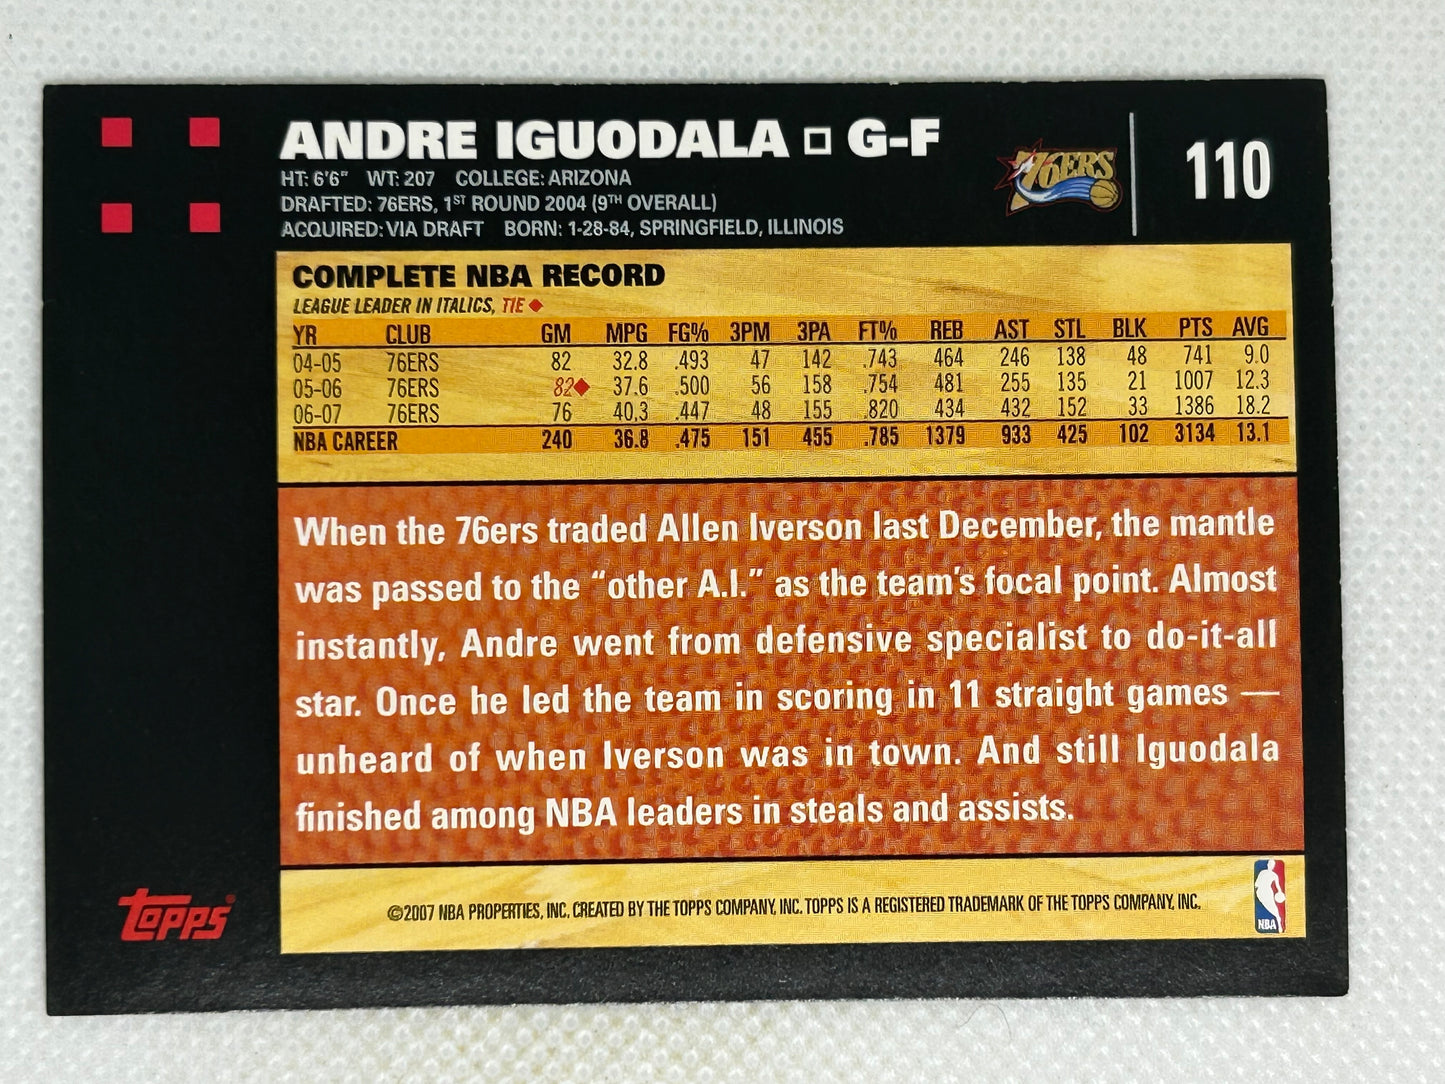 ANDRE IGUODALA □ G-F
76ERS
110
HT: 6'6" WT: 207 COLLEGE: ARIZONA
DRAFTED: 76ERS, 1ST ROUND 2004 (9TH OVERALL)
ACQUIRED: VIA DRAFT BORN: 1-28-84, SPRINGFIELD, ILLINOIS
COMPLETE NBA RECORD
LEAGUE LEADER IN ITALICS, TIE ♦
YR CLUB GM MPG FG% 3PM 3PA FT% REB AST STL BLK PTS AVG
04-05 76ERS 82 32.8 .493 47 142 .743 464 246 138 48 741 9.0
05-06 76ERS 82♦ 37.6 .500 56 158 .754 481 255 135 21 1007 12.3
06-07 76ERS 76 40.3 .447 48 155 .820 434 432 152 33 1386 18.2
NBA CAREER 240 36.8 .475 151 455 .785 1379 933 425 102 3134 13.1
When the 76ers traded Allen Iverson last December, the mantle
was passed to the “other A.I.” as the team's focal point. Almost
instantly, Andre went from defensive specialist to do-it-all
star. Once he led the team in scoring in 11 straight games —
unheard of when Iverson was in town. And still Iguodala
finished among NBA leaders in steals and assists.
TOPPS®
©2007 NBA PROPERTIES, INC. CREATED BY THE TOPPS COMPANY, INC. TOPPS IS A REGISTERED TRADEMARK OF THE TOPPS COMPANY, INC.
NBA